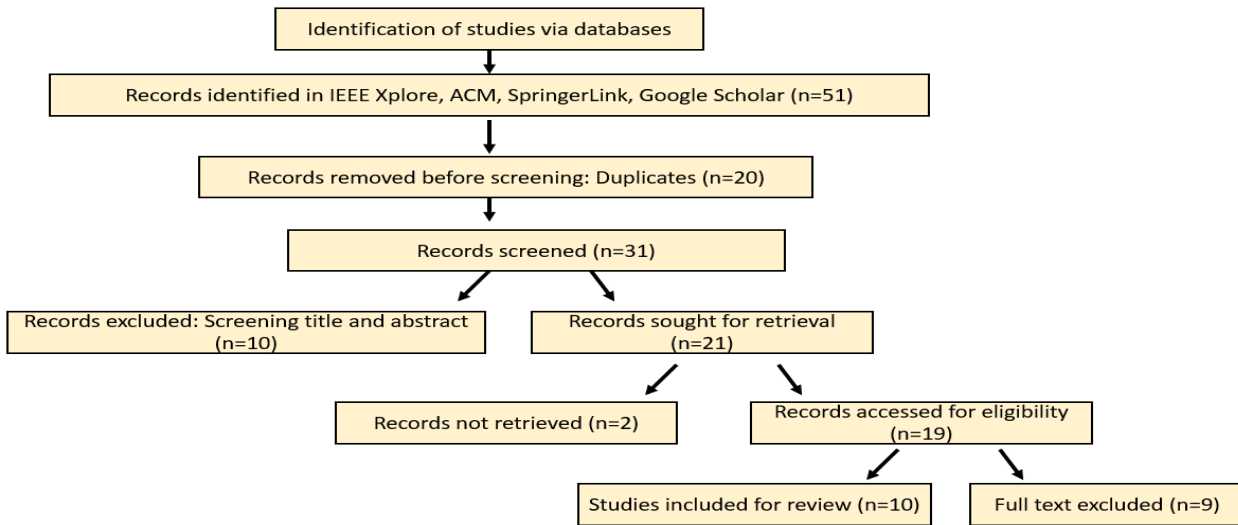 Identification of studies via databases
Records identified in IEEE Xplore, ACM, SpringerLink, Google Scholar (n=51)
Records removed before screening: Duplicates (n=20)
Records screened (n=31)
Records excluded: Screening title and abstract
(n=10)
Records sought for retrieval
(n=21)
Records not retrieved (n=2)
Records accessed for eligibility
(n=19)
Studies included for review (n=10)
Full text excluded (n=9)